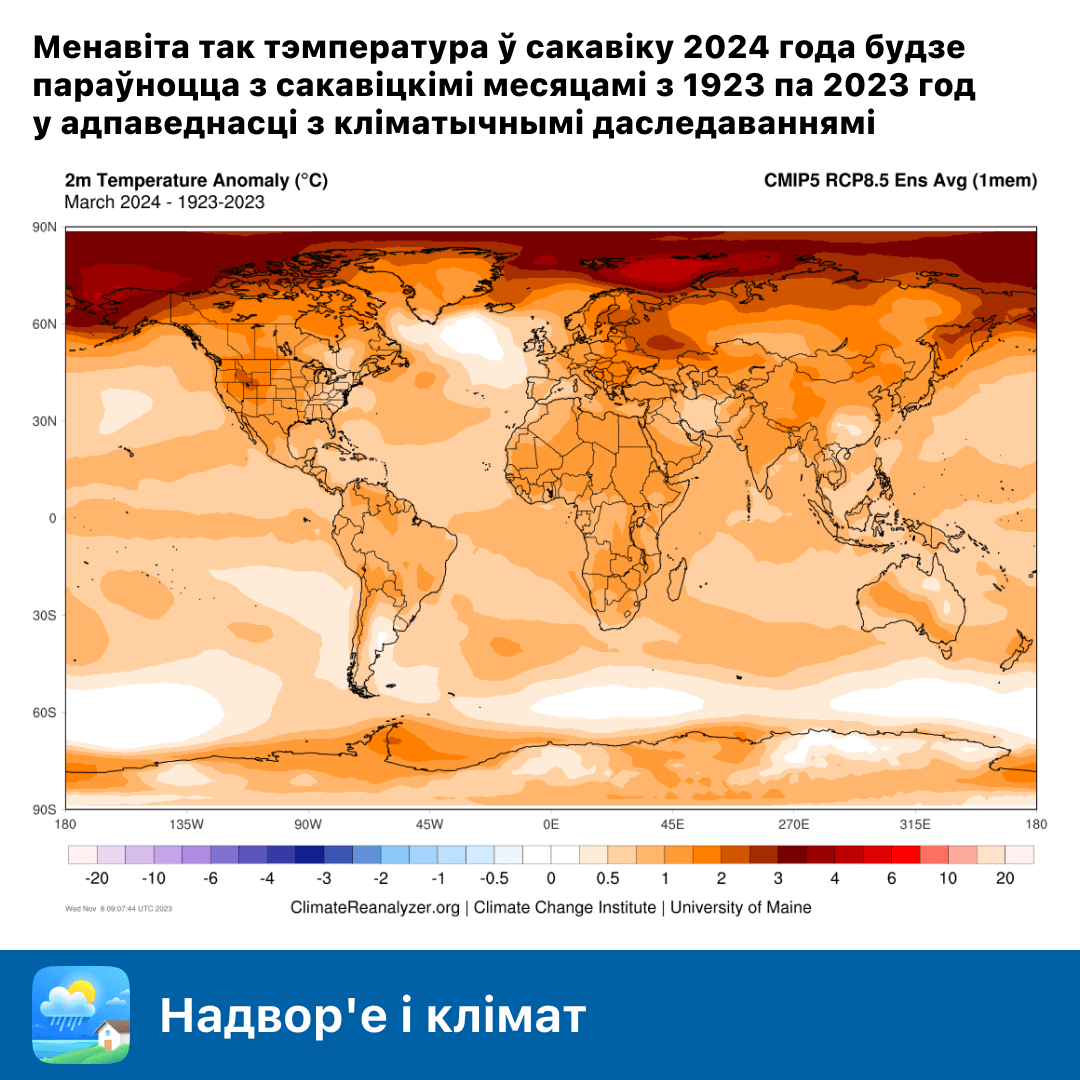 Менавіта так тэмпература ў сакавіку 2024 года будзе
параўноцца з сакавіцкімі месяцамі з 1923 па 2023 год
у адпаведнасці з кліматычнымі даследаваннямі
2m Temperature Anomaly (°C)
CMIP5 RCP8.5 Ens Avg (1mem)
March 2024 - 1923-2023
90N
60N
30N
0
30S
60S
90S
180 135W 90W 45W 0E 45E 270E 315E 180
-20 -10 -6 -4 -3 -2 -1 -0.5 0 0.5 1 2 3 4 6 10 20
Wed Nov 8 09:07:44 UTC 2023
ClimateReanalyzer.org | Climate Change Institute | University of Maine
Надвор'е і клімат